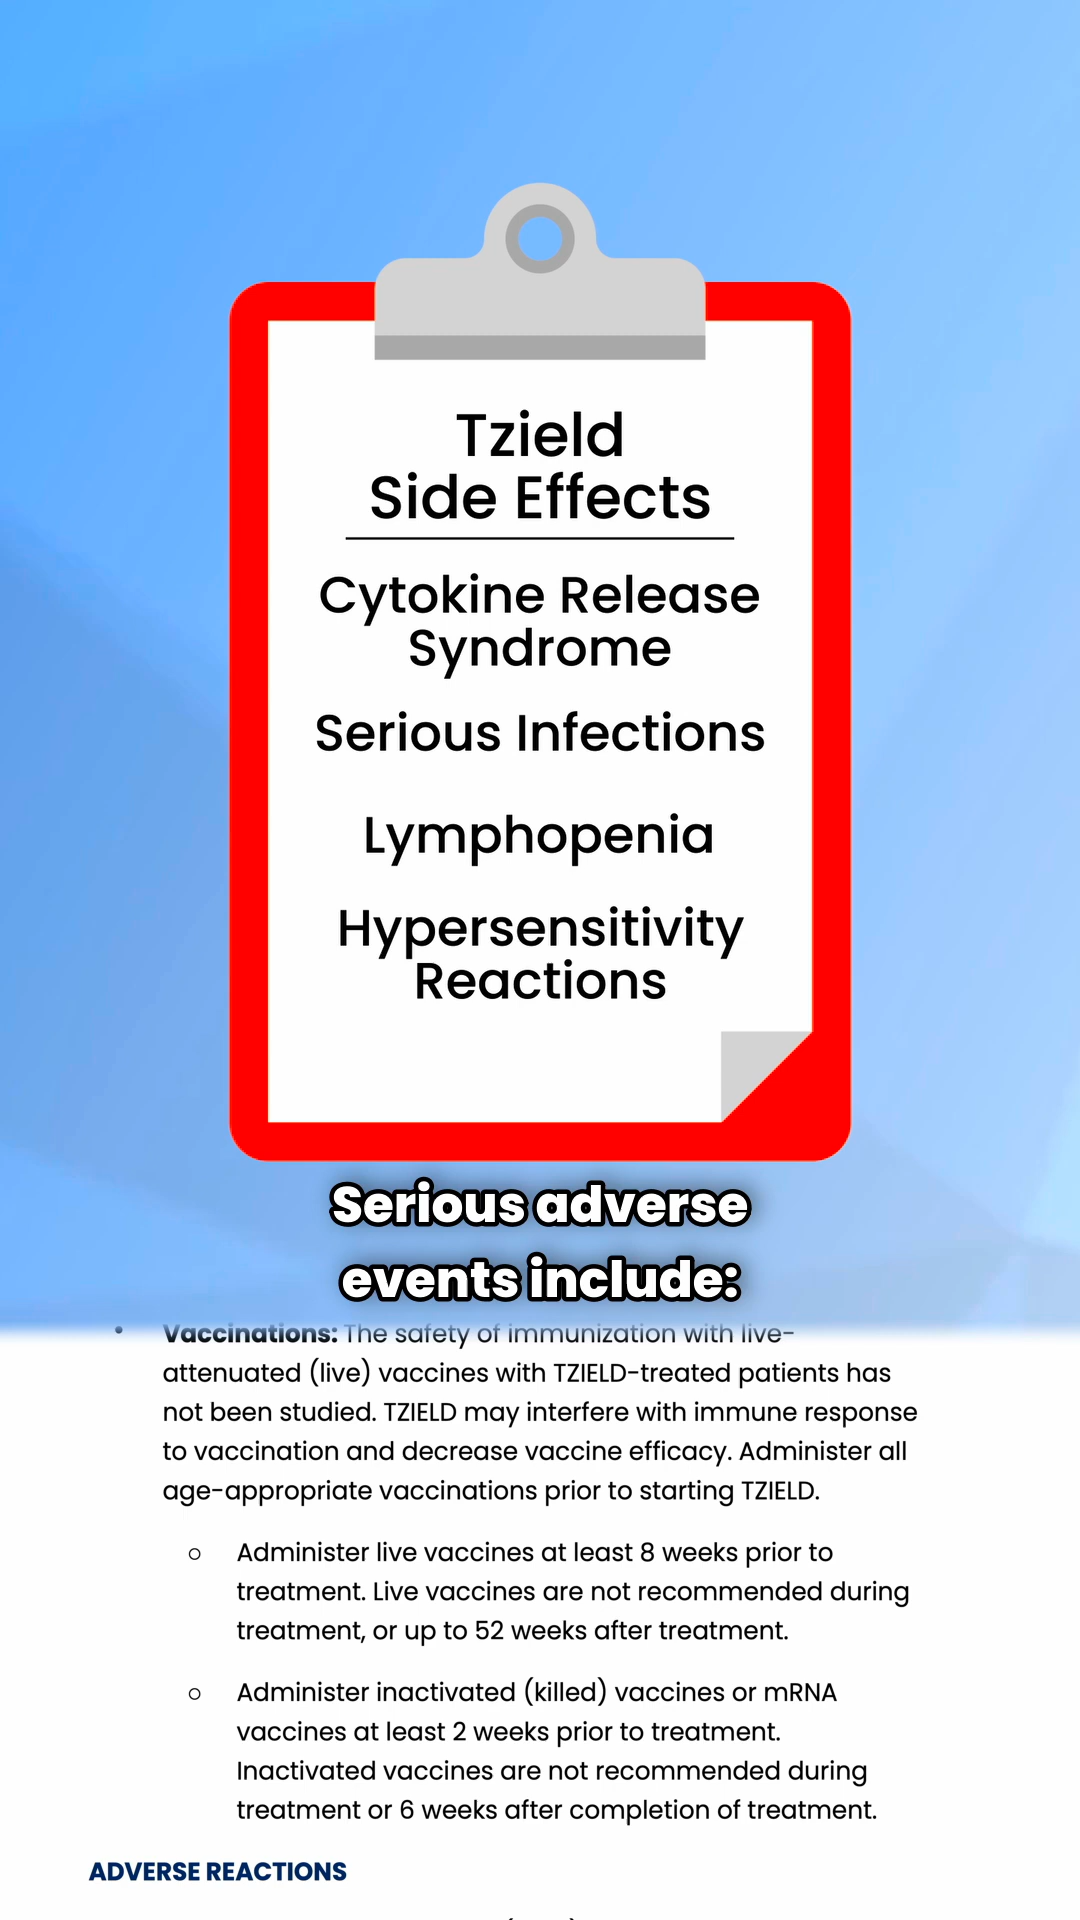 Tzield
Side Effects
Cytokine Release
Syndrome
Serious Infections
Lymphopenia
Hypersensitivity
Reactions
Serious adverse
events include:
• Vaccinations: The safety of immunization with live-
attenuated (live) vaccines with TZIELD-treated patients has
not been studied. TZIELD may interfere with immune response
to vaccination and decrease vaccine efficacy. Administer all
age-appropriate vaccinations prior to starting TZIELD.
○ Administer live vaccines at least 8 weeks prior to
treatment. Live vaccines are not recommended during
treatment, or up to 52 weeks after treatment.
○ Administer inactivated (killed) vaccines or mRNA
vaccines at least 2 weeks prior to treatment.
Inactivated vaccines are not recommended during
treatment or 6 weeks after completion of treatment.
ADVERSE REACTIONS